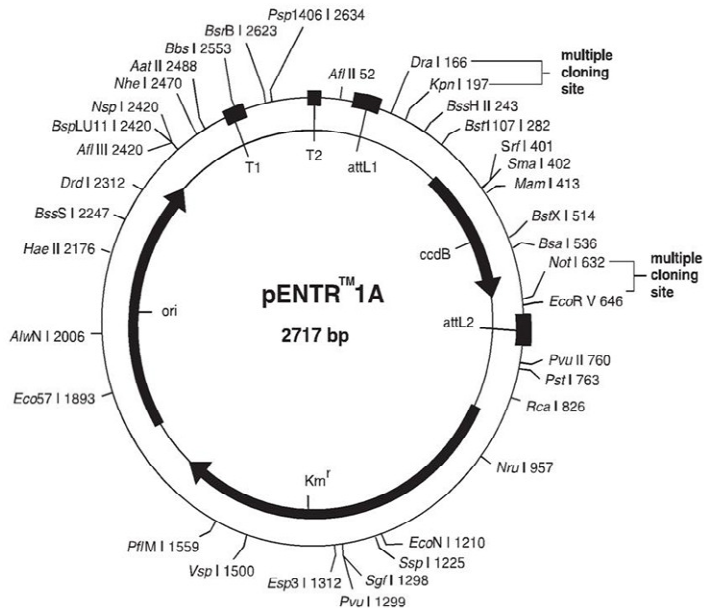 Psp1406 I 2634
BsrB I 2623
Bbs I 2553
Aat II 2488
Nhe I 2470
Nsp I 2420
BspLU11 I 2420
Afl III 2420
Drd I 2312
BssS I 2247
Hae II 2176
AlwN I 2006
Eco57 I 1893
PflM I 1559
Vsp I 1500
Esp3 I 1312
Pvu I 1299
Sgf I 1298
Ssp I 1225
EcoN I 1210
Nru I 957
Rca I 826
Pst I 763
Pvu II 760
EcoR V 646
Not I 632
multiple
cloning
site
Bsa I 536
BstX I 514
Mam I 413
Sma I 402
Srf I 401
Bst1107 I 282
BssH II 243
Kpn I 197
Dra I 166
multiple
cloning
site
Afl II 52
T1
T2
attL1
ccdB
attL2
ori
Kmr
pENTR™1A
2717 bp